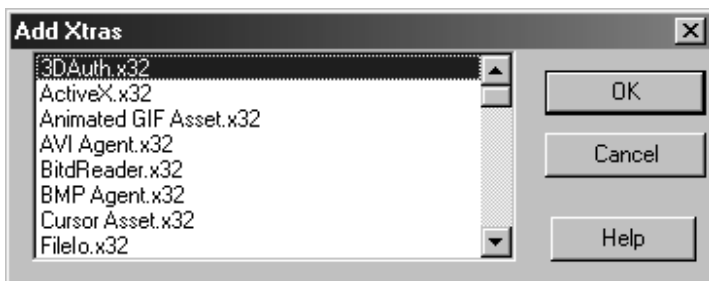 Add Xtras
3DAuth.x32
ActiveX.x32
Animated GIF Asset.x32
AVI Agent.x32
BitdReader.x32
BMP Agent.x32
Cursor Asset.x32
FileIo.x32
OK
Cancel
Help